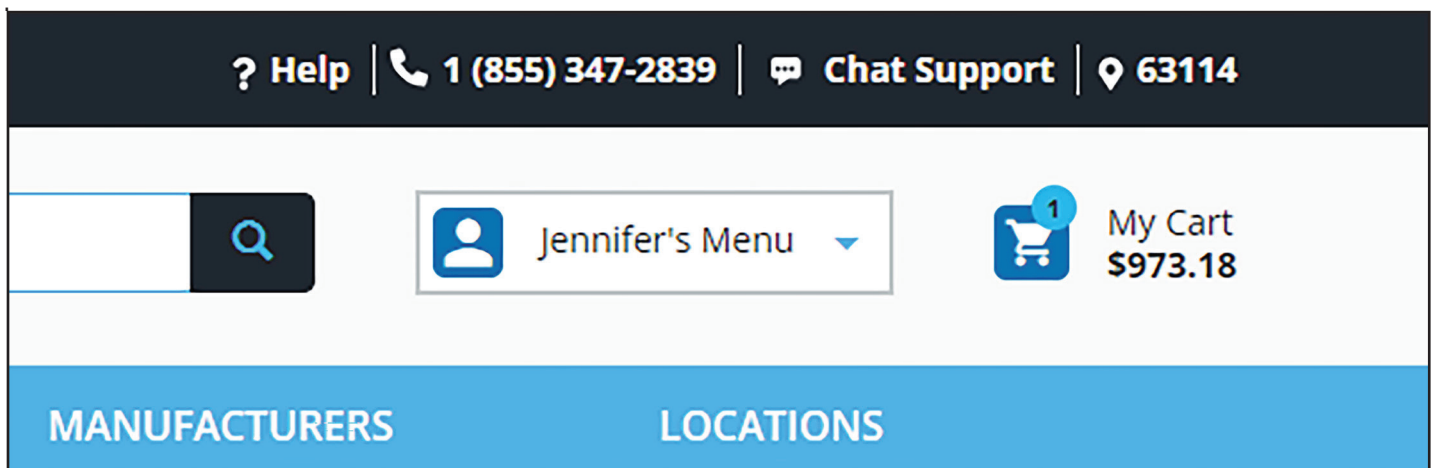 Help 1 (855) 347-2839 Chat Support 63114
Jennifer's Menu
1
My Cart
$973.18
MANUFACTURERS LOCATIONS